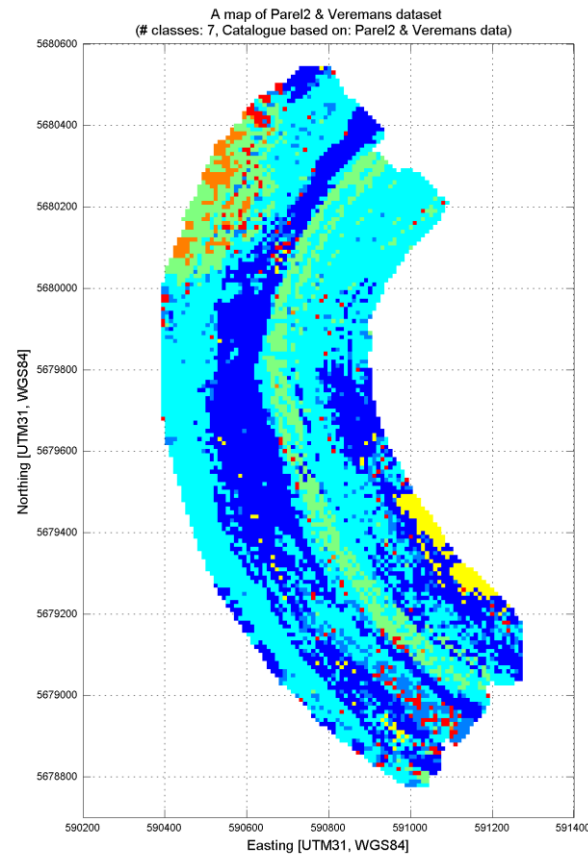 A map of Parel2 & Veremans dataset
(# classes: 7, Catalogue based on: Parel2 & Veremans data)
5680600
5680400
5680200
5680000
5679800
5679600
5679400
5679200
5679000
5678800
Northing [UTM31, WGS84]
590200 590400 590600 590800 591000 591200 591400
Easting [UTM31, WGS84]